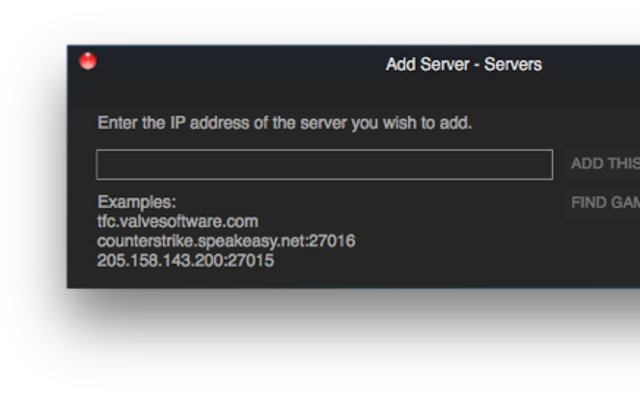 Add Server - Servers
Enter the IP address of the server you wish to add.
ADD THIS
Examples:
FIND GAM
tfc.valvesoftware.com
counterstrike.speakeasy.net:27016
205.158.143.200:27015